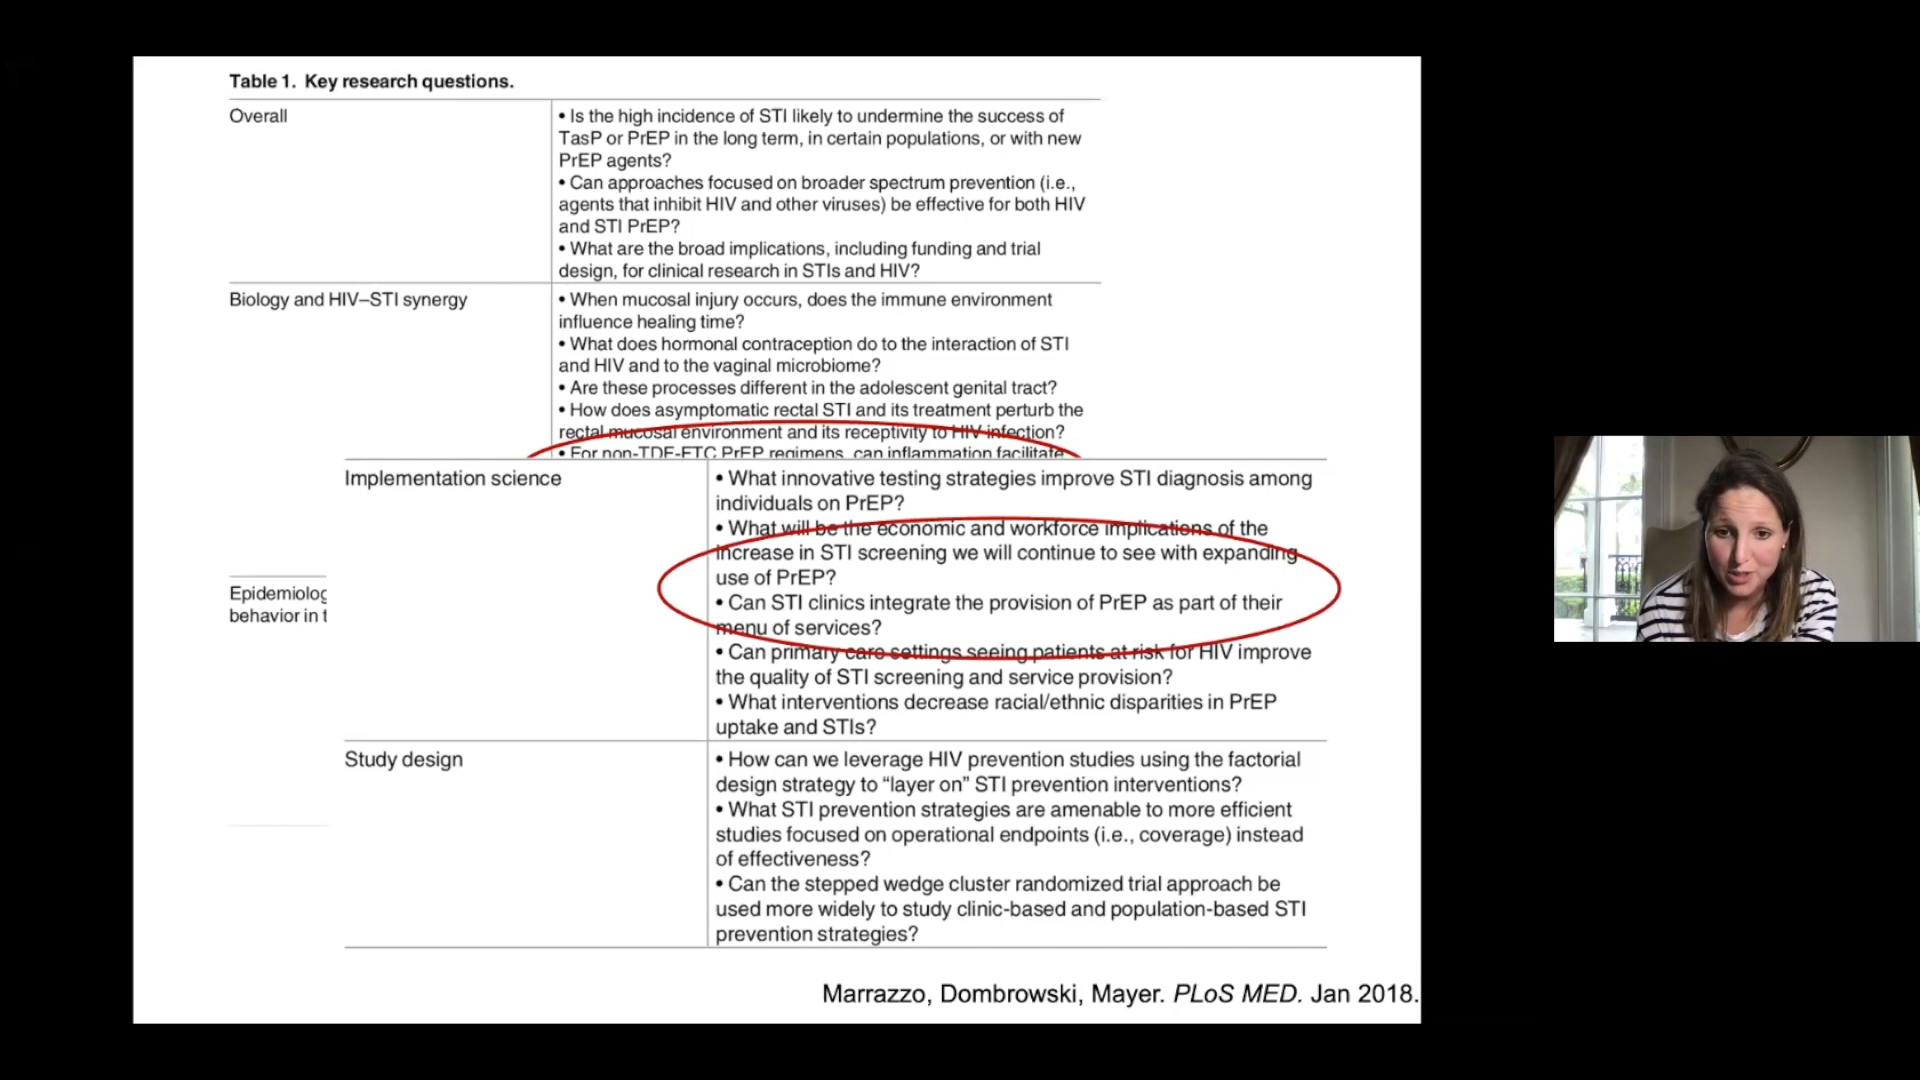 Table 1. Key research questions.
Overall
• Is the high incidence of STI likely to undermine the success of
TasP or PrEP in the long term, in certain populations, or with new
PrEP agents?
• Can approaches focused on broader spectrum prevention (i.e.,
agents that inhibit HIV and other viruses) be effective for both HIV
and STI PrEP?
• What are the broad implications, including funding and trial
design, for clinical research in STIs and HIV?
Biology and HIV–STI synergy
• When mucosal injury occurs, does the immune environment
influence healing time?
• What does hormonal contraception do to the interaction of STI
and HIV and to the vaginal microbiome?
• Are these processes different in the adolescent genital tract?
• How does asymptomatic rectal STI and its treatment perturb the
rectal mucosal environment and its receptivity to HIV infection?
• For non-TDF-FTC PrEP regimens, can inflammation facilitate
Epidemiolog
behavior in t
Implementation science
• What innovative testing strategies improve STI diagnosis among
individuals on PrEP?
• What will be the economic and workforce implications of the
increase in STI screening we will continue to see with expanding
use of PrEP?
• Can STI clinics integrate the provision of PrEP as part of their
menu of services?
• Can primary care settings seeing patients at risk for HIV improve
the quality of STI screening and service provision?
• What interventions decrease racial/ethnic disparities in PrEP
uptake and STIs?
Study design
• How can we leverage HIV prevention studies using the factorial
design strategy to “layer on” STI prevention interventions?
• What STI prevention strategies are amenable to more efficient
studies focused on operational endpoints (i.e., coverage) instead
of effectiveness?
• Can the stepped wedge cluster randomized trial approach be
used more widely to study clinic-based and population-based STI
prevention strategies?
Marrazzo, Dombrowski, Mayer. PLoS MED. Jan 2018.